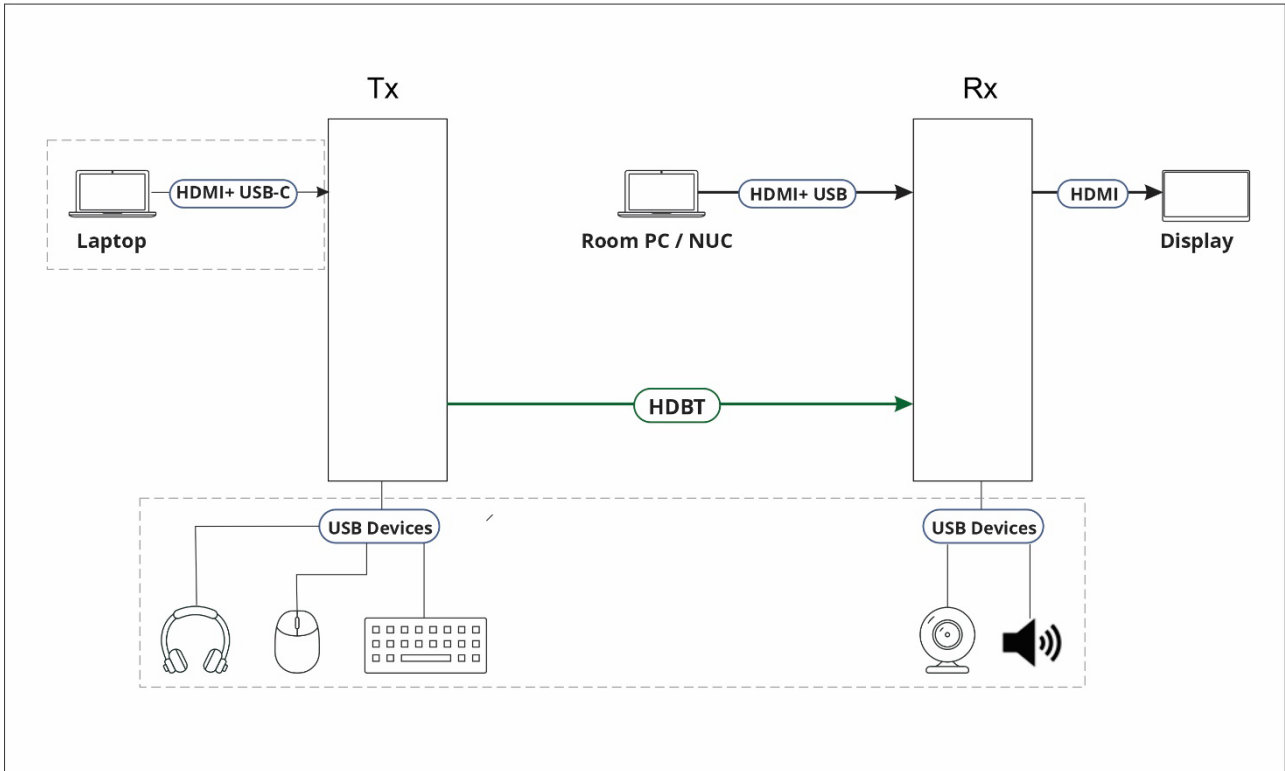 Tx
Rx
HDMI+ USB-C
HDMI+ USB
HDMI
Laptop
Room PC / NUC
Display
HDBT
USB Devices
USB Devices